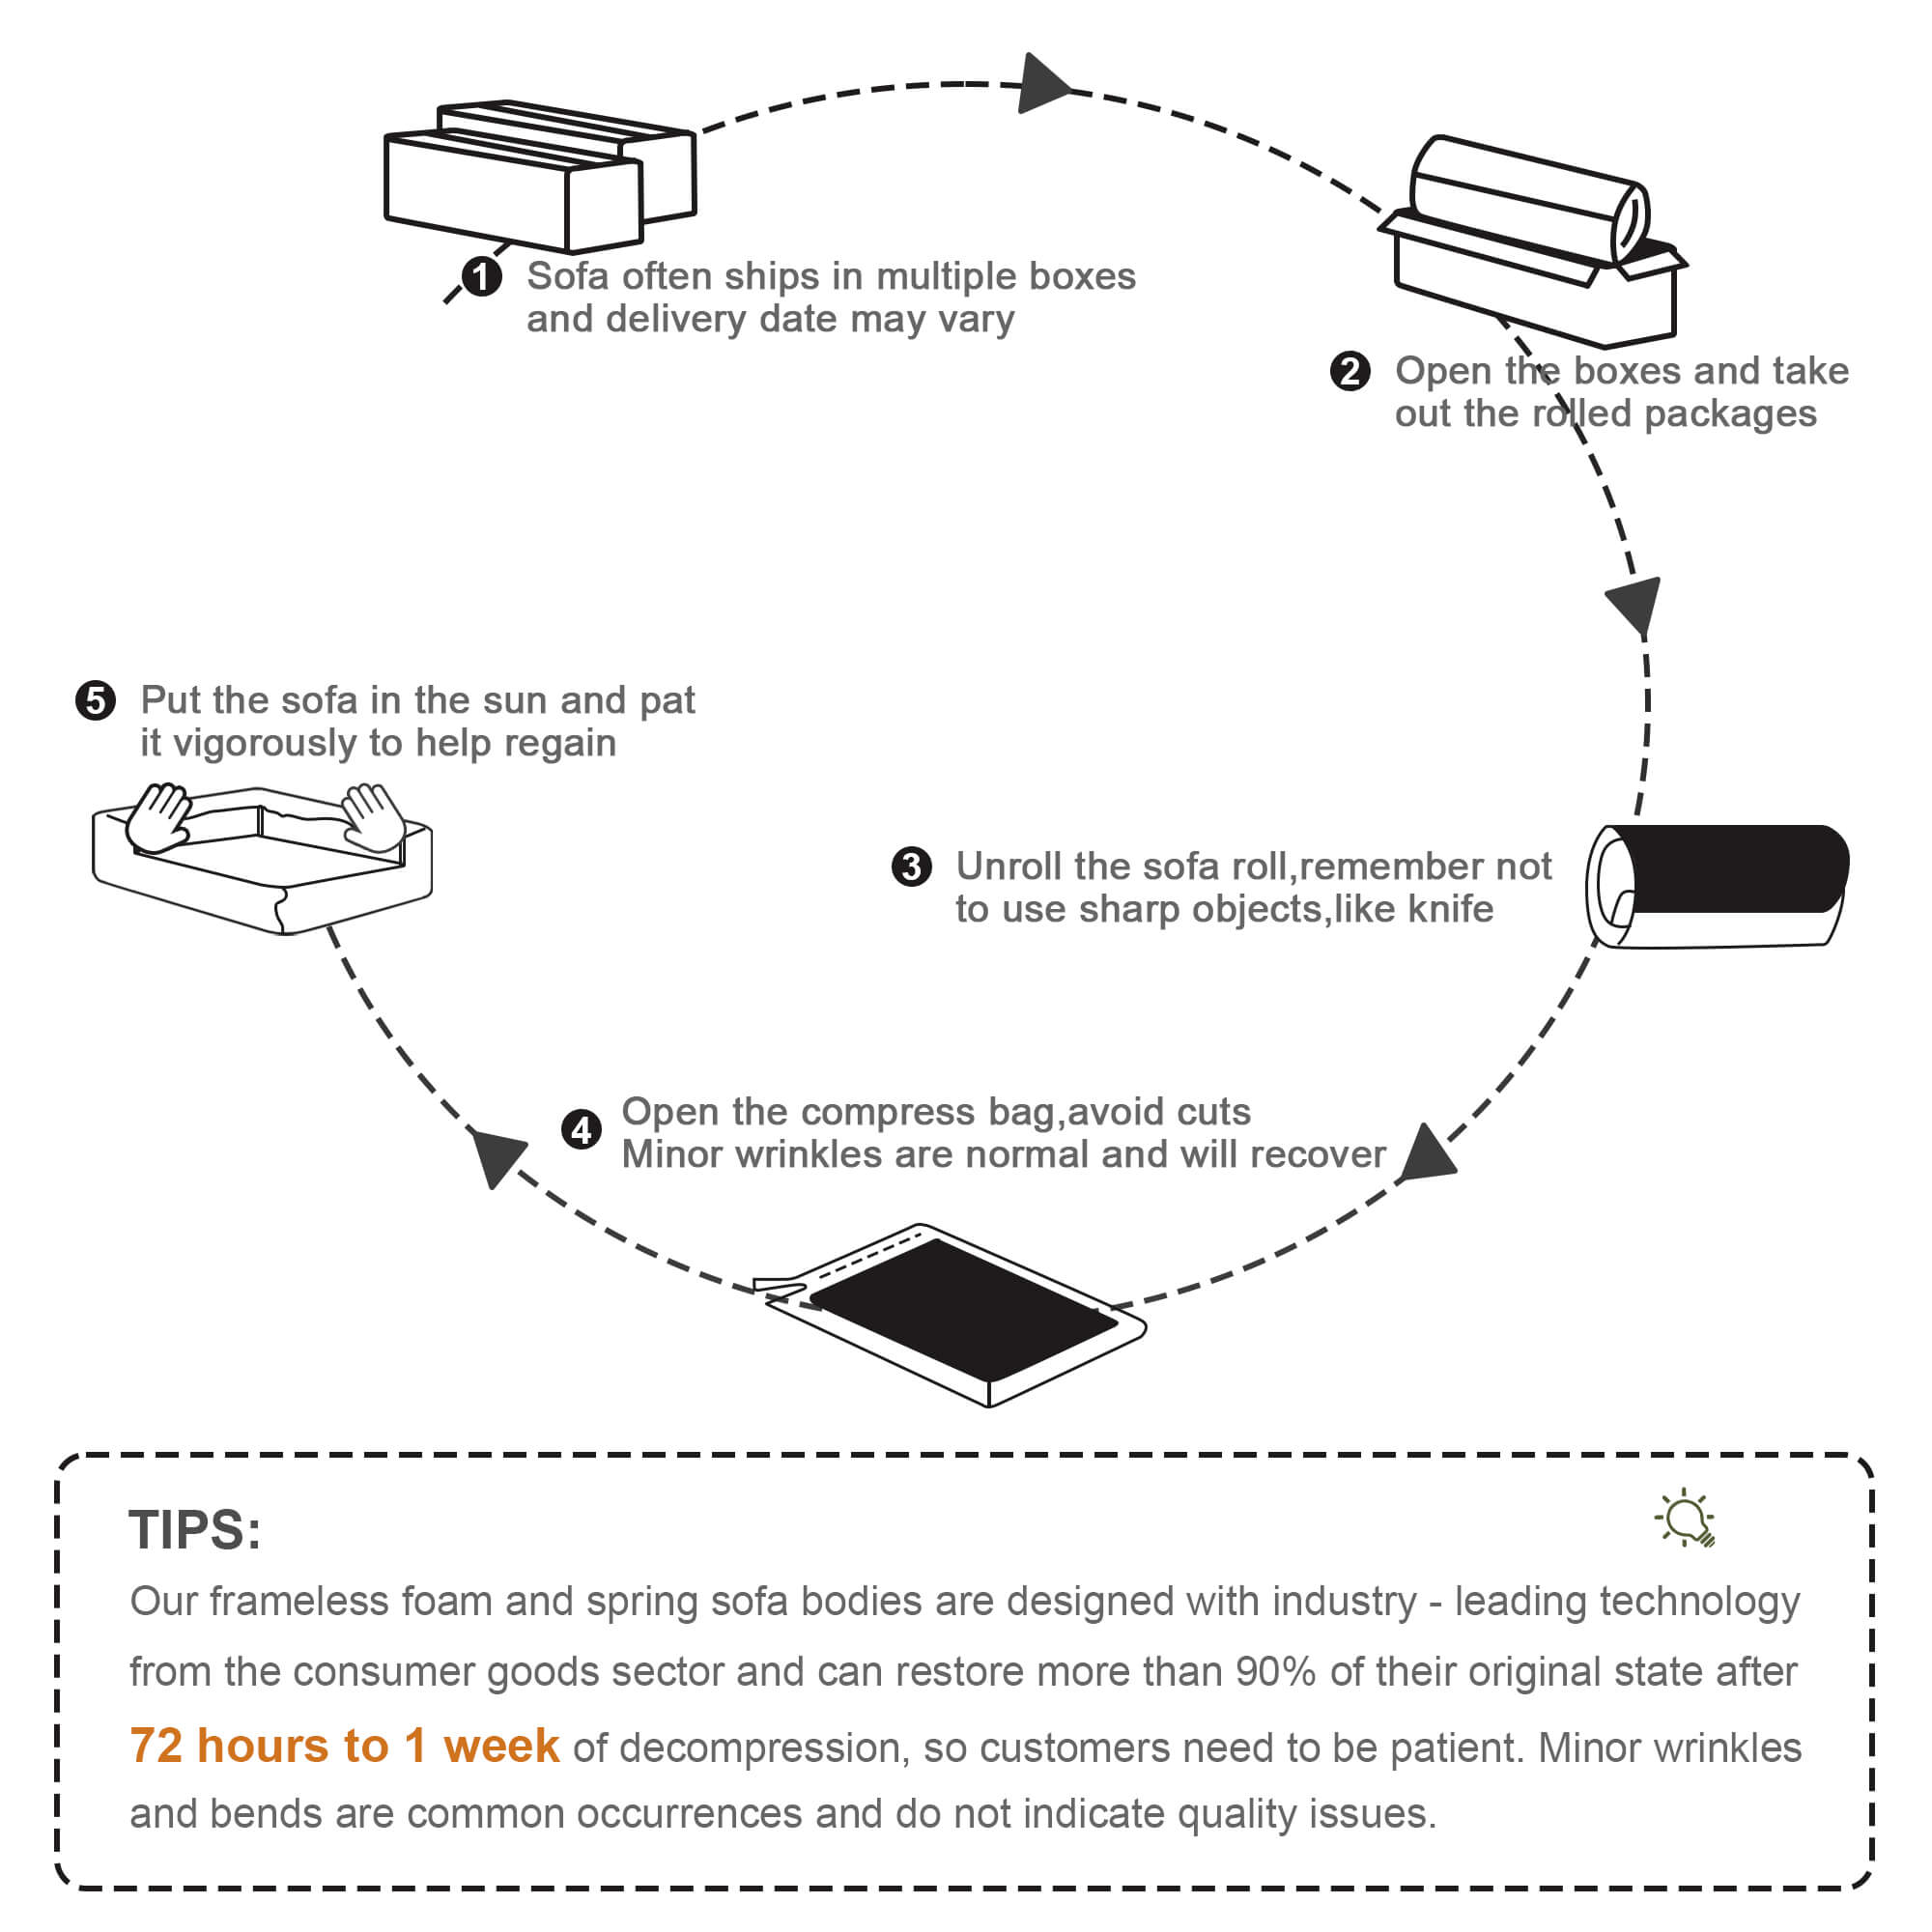 1 Sofa often ships in multiple boxes
and delivery date may vary
2 Open the boxes and take
out the rolled packages
3 Unroll the sofa roll,remember not
to use sharp objects,like knife
4 Open the compress bag,avoid cuts
Minor wrinkles are normal and will recover
5 Put the sofa in the sun and pat
it vigorously to help regain
TIPS:
Our frameless foam and spring sofa bodies are designed with industry - leading technology
from the consumer goods sector and can restore more than 90% of their original state after
72 hours to 1 week of decompression, so customers need to be patient. Minor wrinkles
and bends are common occurrences and do not indicate quality issues.